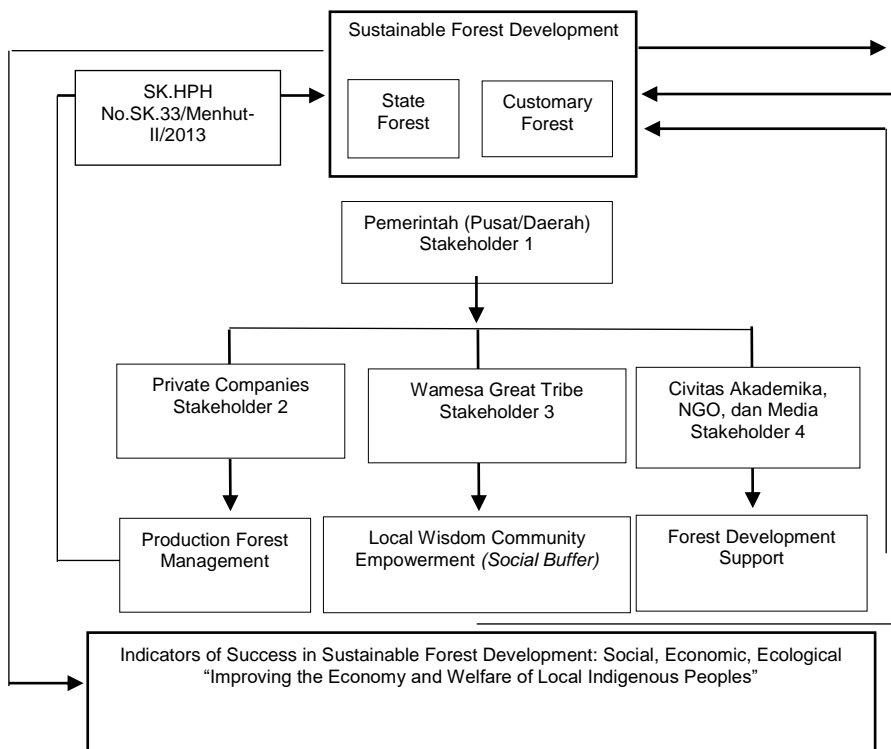 Sustainable Forest Development
SK.HPH
No.SK.33/Menhut-
II/2013
State
Forest
Customary
Forest
Pemerintah (Pusat/Daerah)
Stakeholder 1
Private Companies
Stakeholder 2
Wamesa Great Tribe
Stakeholder 3
Civitas Akademika,
NGO, dan Media
Stakeholder 4
Production Forest
Management
Local Wisdom Community
Empowerment (Social Buffer)
Forest Development
Support
Indicators of Success in Sustainable Forest Development: Social, Economic, Ecological
“Improving the Economy and Welfare of Local Indigenous Peoples”